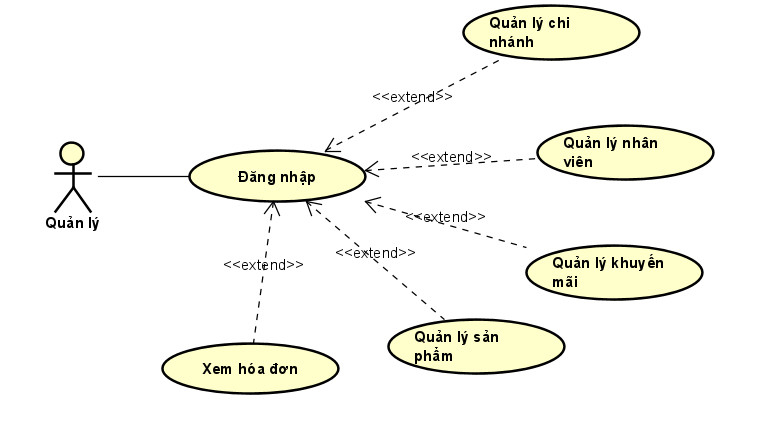 Quản lý chi
nhánh
<<extend>>
Quản lý nhân
viên
<<extend>>
Đăng nhập
Quản lý
<<extend>>
<<extend>>
<<extend>>
Quản lý khuyến
mãi
Quản lý sản
phẩm
Xem hóa đơn